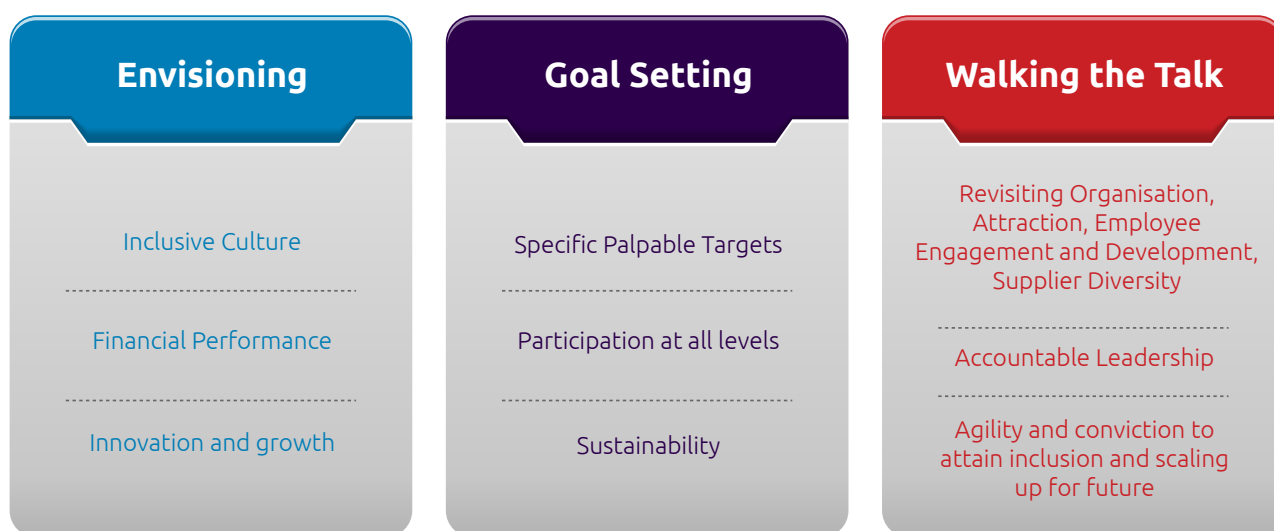 Envisioning
Inclusive Culture
Financial Performance
Innovation and growth
Goal Setting
Specific Palpable Targets
Participation at all levels
Sustainability
Walking the Talk
Revisiting Organisation,
Attraction, Employee
Engagement and Development,
Supplier Diversity
Accountable Leadership
Agility and conviction to
attain inclusion and scaling
up for future